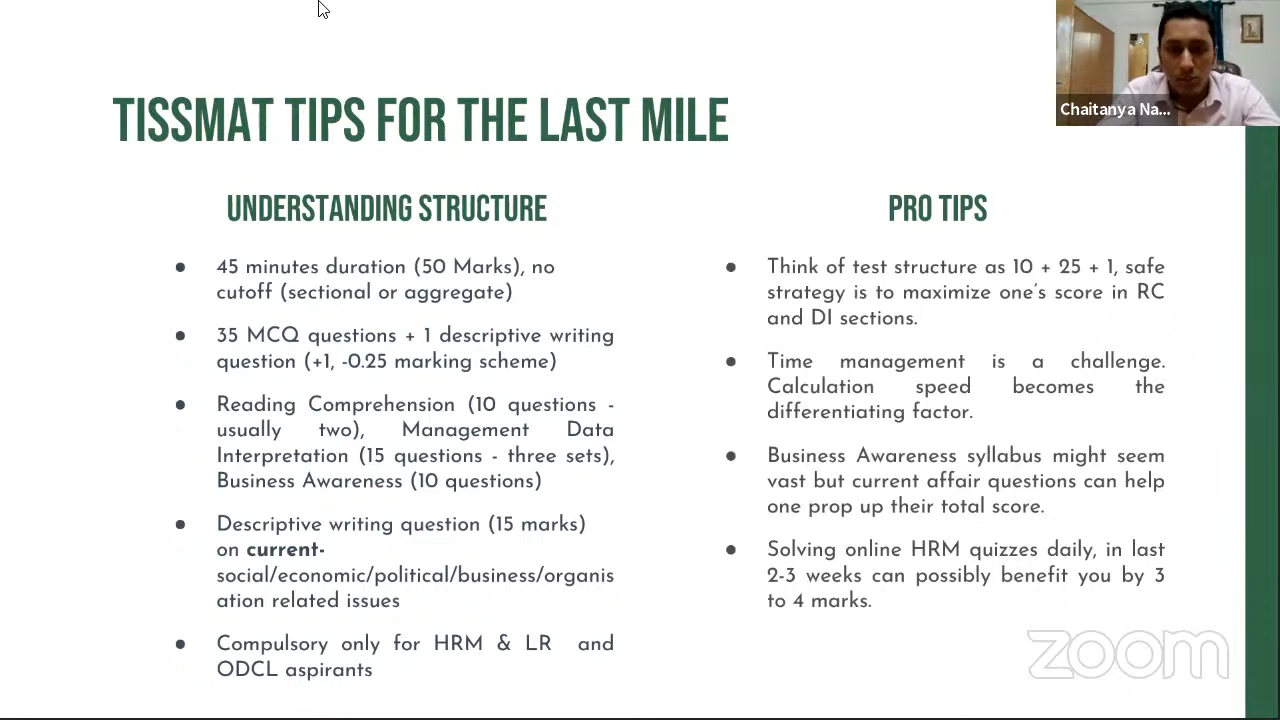 Chaitanya Na...
TISSMAT TIPS FOR THE LAST MILE
UNDERSTANDING STRUCTURE
● 45 minutes duration (50 Marks), no
cutoff (sectional or aggregate)
● 35 MCQ questions + 1 descriptive writing
question (+1, -0.25 marking scheme)
● Reading Comprehension (10 questions -
usually two), Management Data
Interpretation (15 questions - three sets),
Business Awareness (10 questions)
● Descriptive writing question (15 marks)
on current-
social/economic/political/business/organis
ation related issues
● Compulsory only for HRM & LR and
ODCL aspirants
PRO TIPS
● Think of test structure as 10 + 25 + 1, safe
strategy is to maximize one's score in RC
and DI sections.
● Time management is a challenge.
Calculation speed becomes the
differentiating factor.
● Business Awareness syllabus might seem
vast but current affair questions can help
one prop up their total score.
● Solving online HRM quizzes daily, in last
2-3 weeks can possibly benefit you by 3
to 4 marks.
zoom